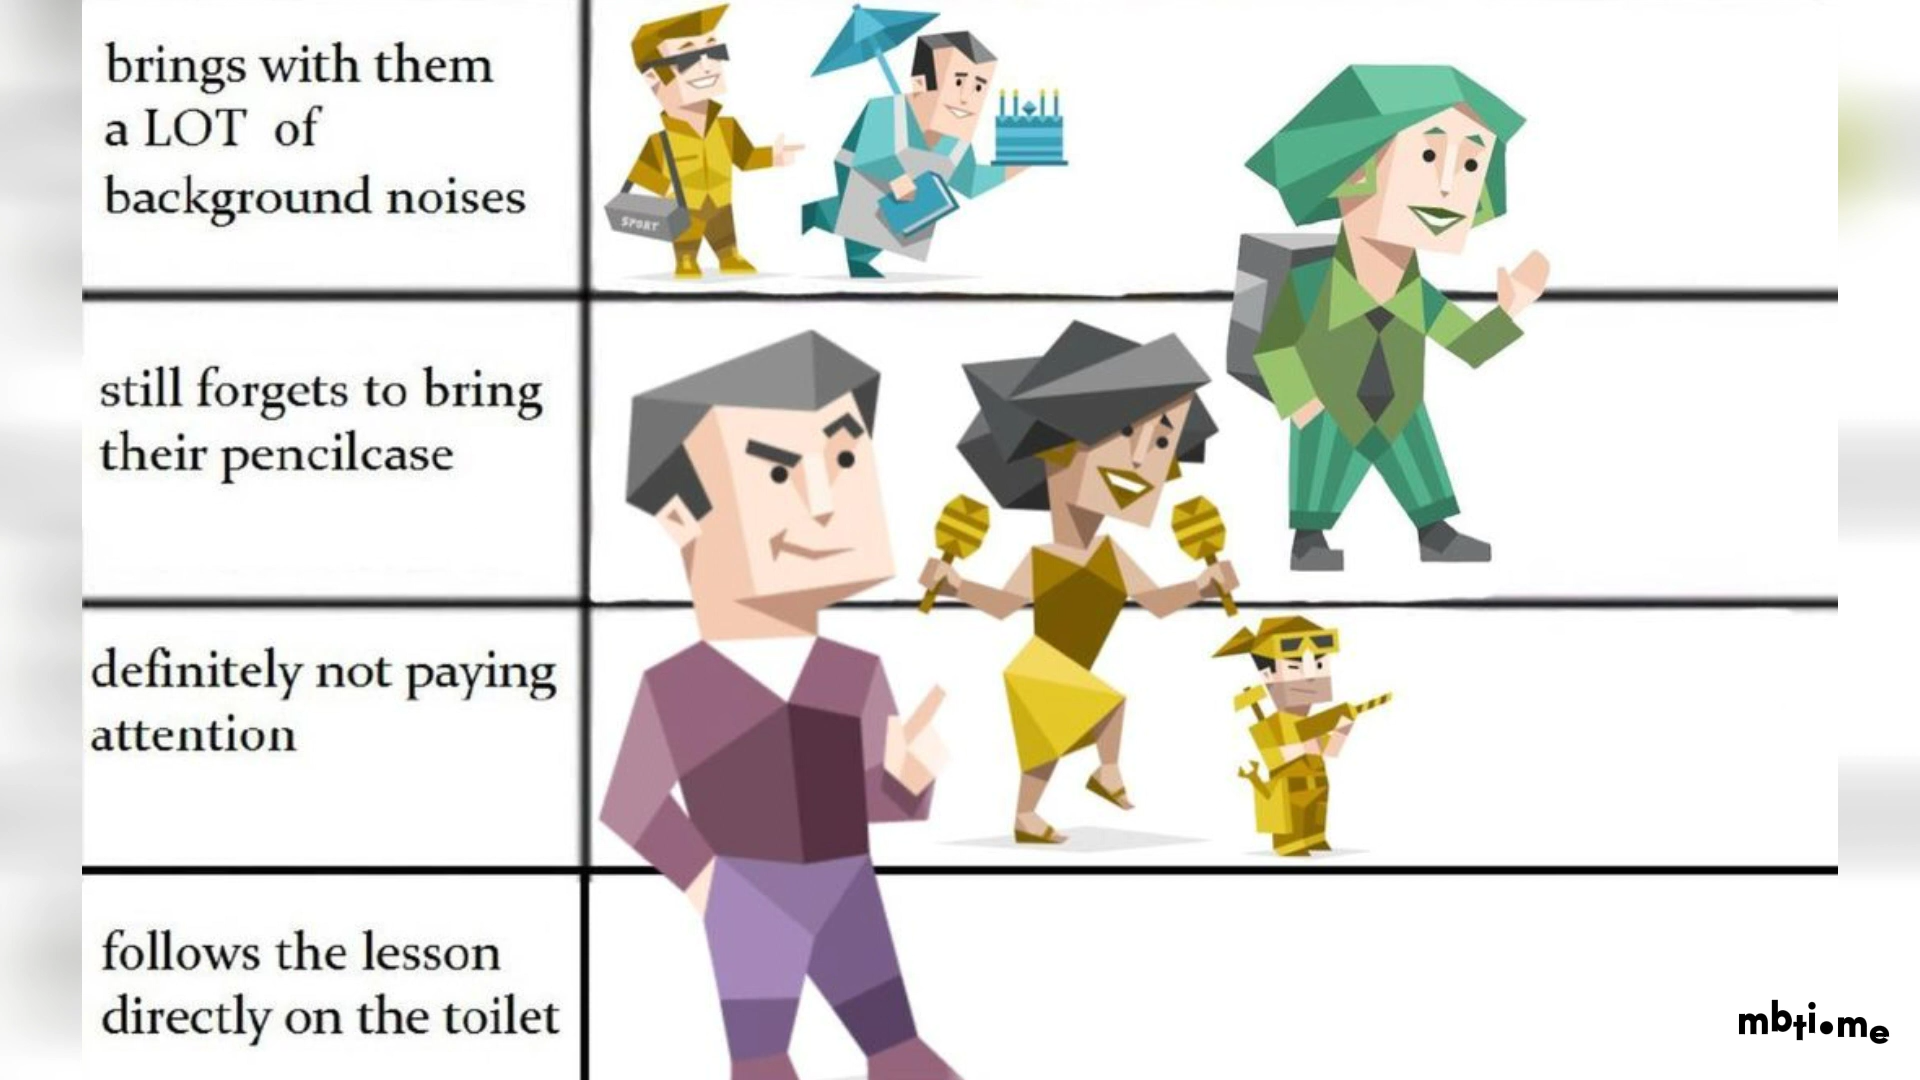 brings with them
a LOT of
background noises
SPORT
still forgets to bring
their pencilcase
definitely not paying
attention
follows the lesson
directly on the toilet
mbti.me